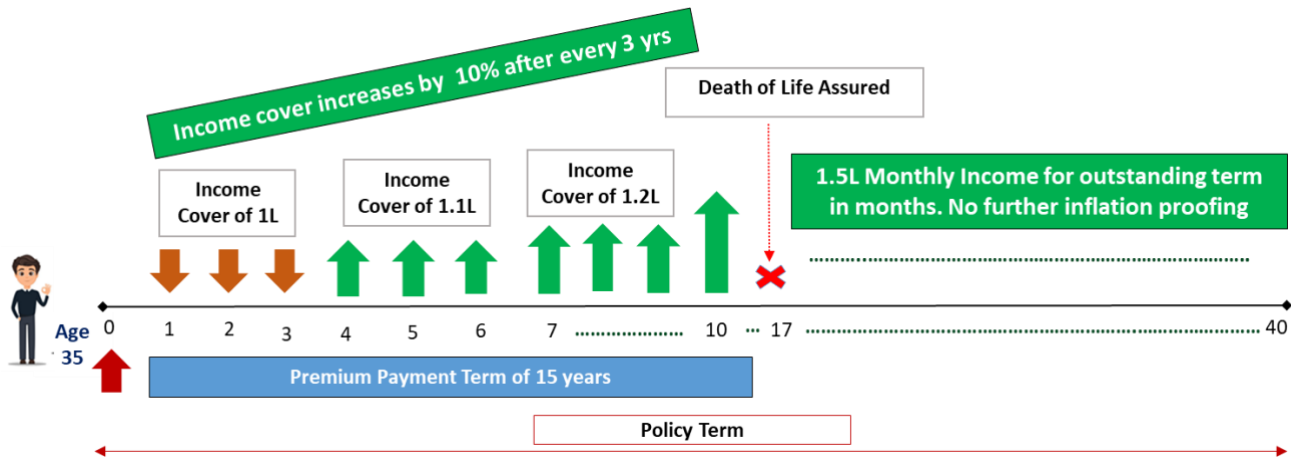 Income cover increases by 10% after every 3 yrs
Death of Life Assured
Income
Cover of 1L
Income
Cover of 1.1L
Income
Cover of 1.2L
1.5L Monthly Income for outstanding term
in months. No further inflation proofing
Age
35
0 1 2 3 4 5 6 7 10 17 40
Premium Payment Term of 15 years
Policy Term